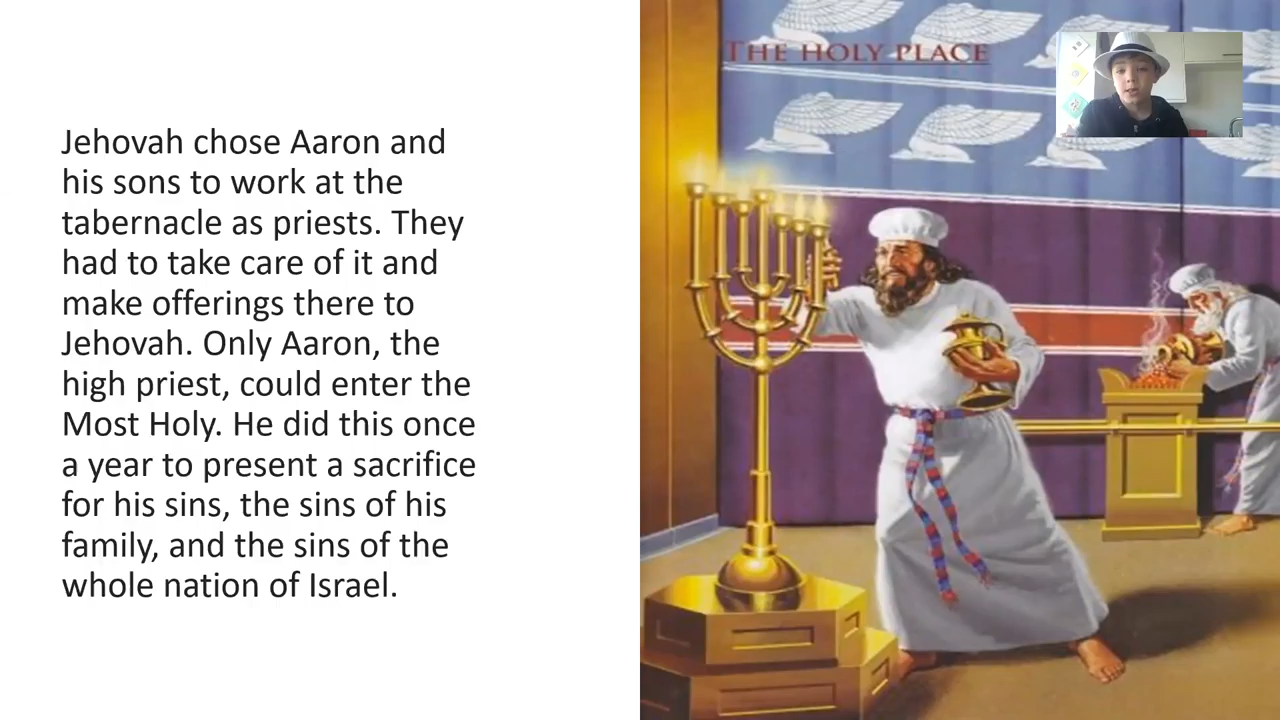 Jehovah chose Aaron and
his sons to work at the
tabernacle as priests. They
had to take care of it and
make offerings there to
Jehovah. Only Aaron, the
high priest, could enter the
Most Holy. He did this once
a year to present a sacrifice
for his sins, the sins of his
family, and the sins of the
whole nation of Israel.
THE HOLY PLACE